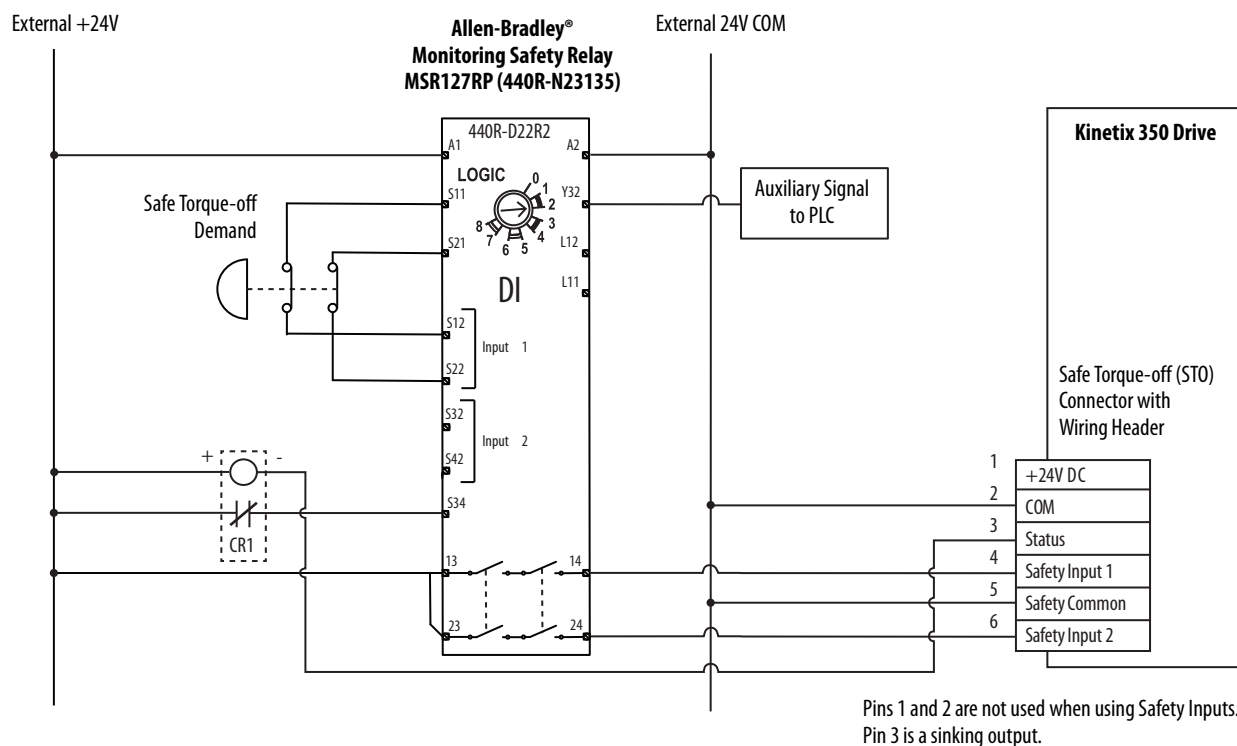 External +24V
Allen-Bradley®
Monitoring Safety Relay
MSR127RP (440R-N23135)
External 24V COM
Kinetix 350 Drive
440R-D22R2
A1
A2
LOGIC
0
1
2
3
4
5
6
7
8
S11
Y32
Auxiliary Signal
to PLC
Safe Torque-off
Demand
S21
L12
DI
L11
S12
Input 1
S22
S32
Input 2
S42
+
-
S34
CR1
13
14
23
24
Safe Torque-off (STO)
Connector with
Wiring Header
1
+24V DC
2
COM
3
Status
4
Safety Input 1
5
Safety Common
6
Safety Input 2
Pins 1 and 2 are not used when using Safety Inputs.
Pin 3 is a sinking output.